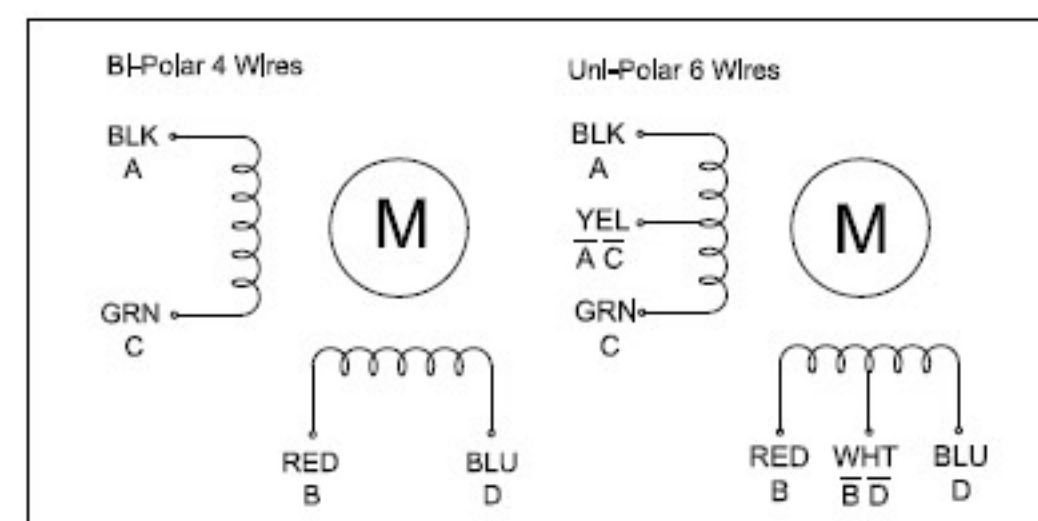 Bi-Polar 4 Wires
BLK
A
M
GRN
C
RED
B
BLU
D
Uni-Polar 6 Wires
BLK
A
YEL
A̅ C̅
M
GRN
C
RED
B
WHT
B̅ D̅
BLU
D